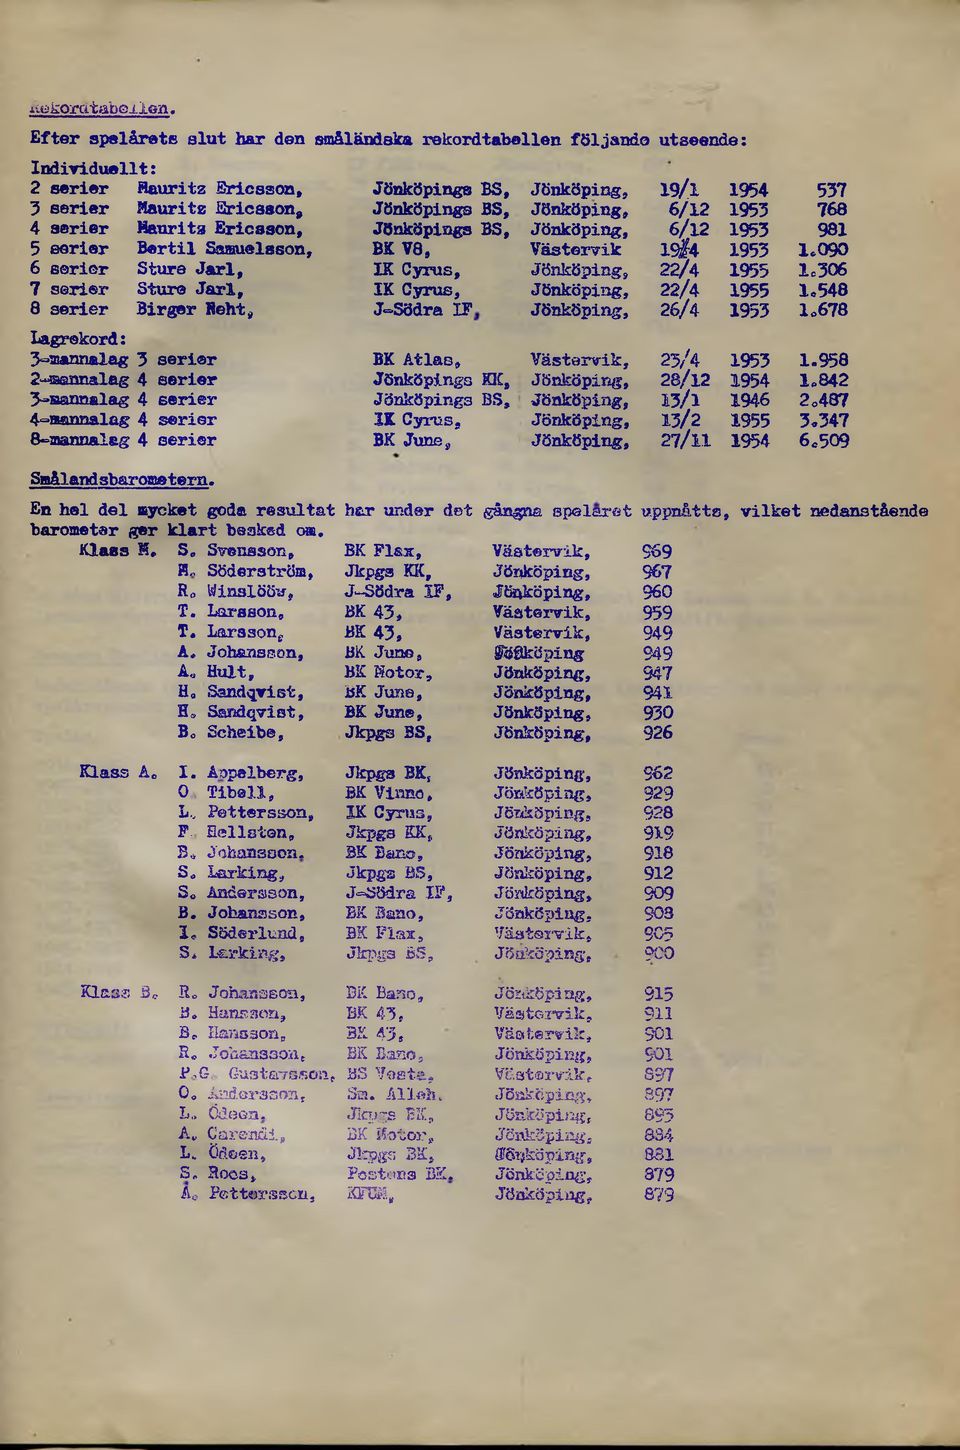 Rekordtabellen.
Efter spelårets slut har den småländska rekordtabellen följande utseende:
Individuellt:
2 serier Mauritz Ericsson, Jönköpings BS, Jönköping, 19/1 1954 537
3 serier Mauritz Ericsson, Jönköpings BS, Jönköping, 6/12 1953 768
4 serier Mauritz Ericsson, Jönköpings BS, Jönköping, 6/12 1953 981
5 serier Bertil Samuelsson, BK V8, Västervik 19/4 1953 1.090
6 serier Sture Jarl, IK Cyrus, Jönköping, 22/4 1955 1.306
7 serier Sture Jarl, IK Cyrus, Jönköping, 22/4 1955 1.548
8 serier Birger Reht, J-Södra IF, Jönköping, 26/4 1953 1.678
Lagrekord:
3-mannalag 3 serier BK Atlas, Västervik, 23/4 1953 1.958
2-mannalag 4 serier Jönköpings KK, Jönköping, 28/12 1954 1.842
3-mannalag 4 serier Jönköpings BS, Jönköping, 13/1 1946 2.487
4-mannalag 4 serier IK Cyrus, Jönköping, 13/2 1955 3.347
8-mannalag 4 serier BK June, Jönköping, 27/11 1954 6.509
Smålandsbarometern.
En hel del mycket goda resultat har under det gångna spelåret uppnåtts, vilket nedanstående
barometer ger klart besked om.
Klass M. S. Svensson, BK Flax, Västervik, 969
M. Söderström, Jkpgs KK, Jönköping, 967
R. Winslööw, J-Södra IF, Jönköping, 960
T. Larsson, BK 43, Västervik, 959
T. Larsson, BK 43, Västervik, 949
A. Johansson, BK June, Jönköping 949
A. Hult, BK Motor, Jönköping, 947
H. Sandqvist, BK June, Jönköping, 941
H. Sandqvist, BK June, Jönköping, 930
B. Scheibe, Jkpgs BS, Jönköping, 926
Klass A. I. Appelberg, Jkpgs BK, Jönköping, 962
O. Tibell, BK Vinno, Jönköping, 929
L. Pettersson, IK Cyrus, Jönköping, 928
F. Hellsten, Jkpgs KK, Jönköping, 919
B. Johansson, BK Bano, Jönköping, 918
S. Larking, Jkpgs BS, Jönköping, 912
S. Andersson, J-Södra IF, Jönköping, 909
B. Johansson, BK Bano, Jönköping, 908
I. Söderlund, BK Flax, Västervik, 905
S. Larking, Jkpgs BS, Jönköping, 900
Klass B. R. Johansson, BK Bano, Jönköping, 915
B. Hansson, BK 43, Västervik, 911
B. Hansson, BK 43, Västervik, 901
R. Johansson, BK Bano, Jönköping, 901
P.G. Gustavsson, BS Vesta, Västervik, 897
O. Andersson, Sm. Alleh. Jönköping, 897
L. Ödeen, Jkpgs BK, Jönköping, 893
A. Carendi, BK Motor, Jönköping, 884
L. Ödeen, Jkpgs BK, Jönköping, 881
S. Roos, Postens BK, Jönköping, 879
Å. Pettersson, KFUM, Jönköping, 879